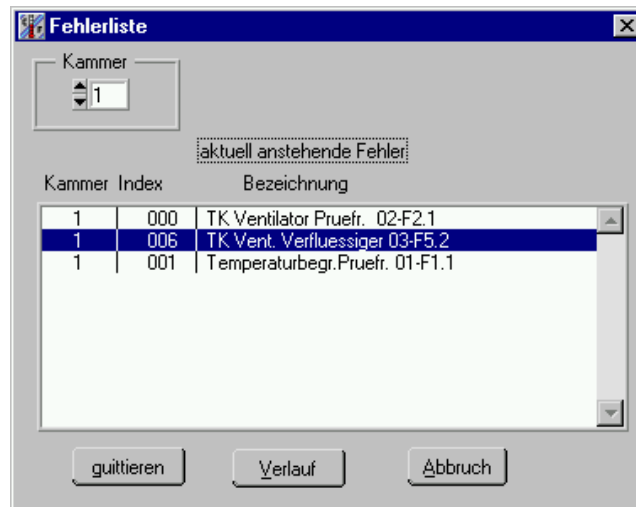 Fehlerliste
Kammer
1
aktuell anstehende Fehler
Kammer Index Bezeichnung
1 | 000 | TK Ventilator Pruefr. 02-F2.1
1 | 006 | TK Vent. Verfluessiger 03-F5.2
1 | 001 | Temperaturbegr.Pruefr. 01-F1.1
quittieren Verlauf Abbruch